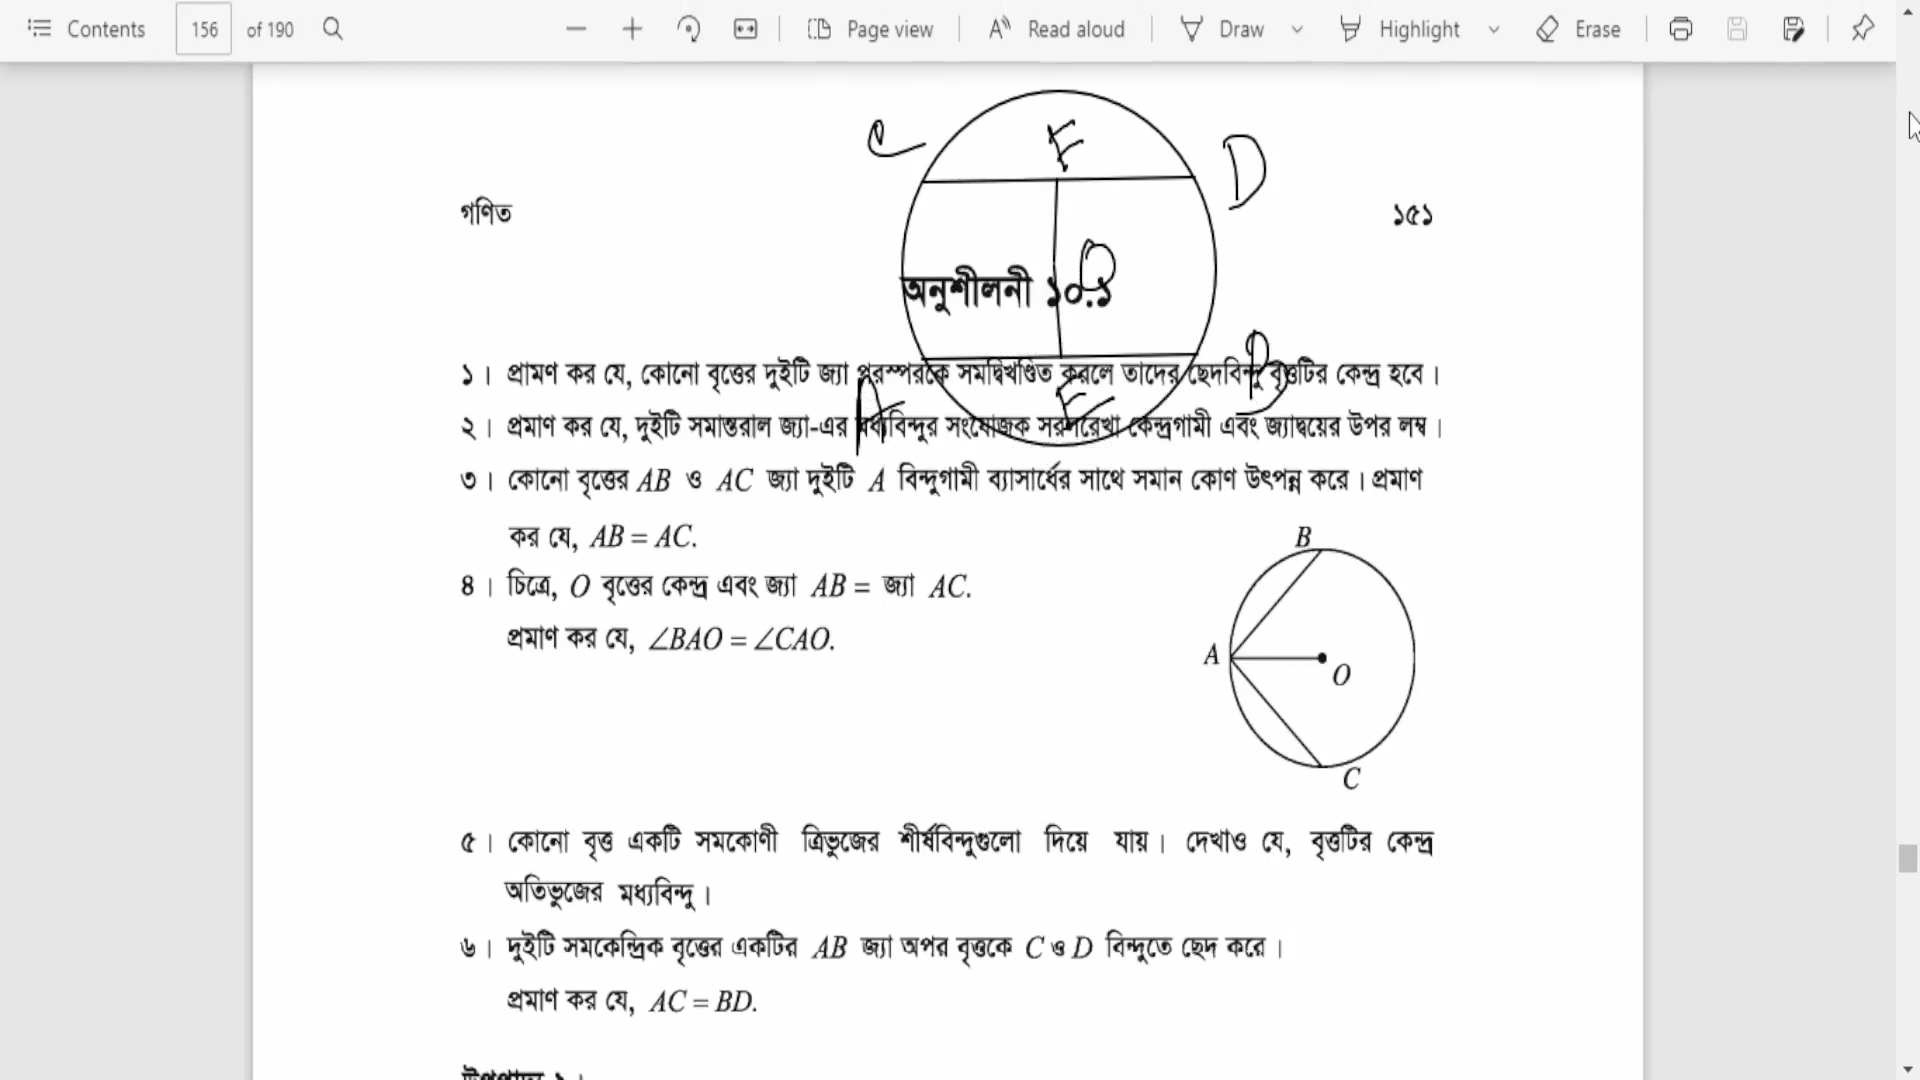 Contents 156 of 190 Page view Read aloud Draw Highlight Erase
C F D
গণিত ১৫১
O
অনুশীলনী ১০.১
১। প্রামণ কর যে, কোনো বৃত্তের দুইটি জ্যা পরস্পরকে সমদ্বিখণ্ডিত করলে তাদের ছেদবিন্দু বৃত্তটির কেন্দ্র হবে।
A E B
২। প্রমাণ কর যে, দুইটি সমান্তরাল জ্যা-এর মধ্যবিন্দুর সংযোজক সরলরেখা কেন্দ্রগামী এবং জ্যাদ্বয়ের উপর লম্ব।
৩। কোনো বৃত্তের AB ও AC জ্যা দুইটি A বিন্দুগামী ব্যাসার্ধের সাথে সমান কোণ উৎপন্ন করে। প্রমাণ
কর যে, AB = AC.
B
৪। চিত্রে, O বৃত্তের কেন্দ্র এবং জ্যা AB = জ্যা AC.
প্রমাণ কর যে, ∠BAO = ∠CAO.
A O
C
৫। কোনো বৃত্ত একটি সমকোণী ত্রিভুজের শীর্ষবিন্দুগুলো দিয়ে যায়। দেখাও যে, বৃত্তটির কেন্দ্র
অতিভুজের মধ্যবিন্দু।
৬। দুইটি সমকেন্দ্রিক বৃত্তের একটির AB জ্যা অপর বৃত্তকে C ও D বিন্দুতে ছেদ করে।
প্রমাণ কর যে, AC = BD.